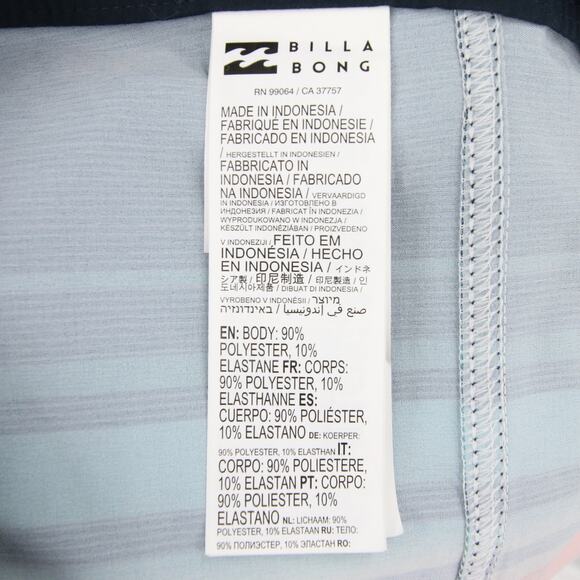 BILLA
BONG
RN 99064 / CA 37757
MADE IN INDONESIA /
FABRIQUÉ EN INDONESIE /
FABRICADO EN INDONESIA
/ HERGESTELLT IN INDONESIEN /
FABBRICATO IN
INDONESIA / FABRICADO
NA INDONESIA / VERVAARDIGD
IN INDONESIA / ИЗГОТОВЛЕНО В
ИНДОНЕЗИЯ / FABRICAT ÎN INDONEZIA /
WYPRODUKOWANO W INDONEZJA /
KÉSZÜLT INDONÉZIÁBAN / PROIZVEDENO
V INDONEZIJI / FEITO EM
INDONÉSIA / HECHO
EN INDONESIA / インドネ
シア製 / 印尼制造 / 印尼製造 / 인
도네시아제품 / DIBUAT DI INDONESIA /
VYROBENO V INDONÉSII / מיוצר
באינדונזיה / صنع في إندونيسيا
EN: BODY: 90%
POLYESTER, 10%
ELASTANE FR: CORPS:
90% POLYESTER, 10%
ELASTHANNE ES:
CUERPO: 90% POLIÉSTER,
10% ELASTANO DE: KOERPER:
90% POLYESTER, 10% ELASTHAN IT:
CORPO: 90% POLIESTERE,
10% ELASTAN PT: CORPO:
90% POLIÉSTER, 10%
ELASTANO NL: LICHAAM: 90%
POLYESTER, 10% ELASTAAN RU: ТЕЛО:
90% ПОЛИЭСТЕР, 10% ЭЛАСТАН RO: